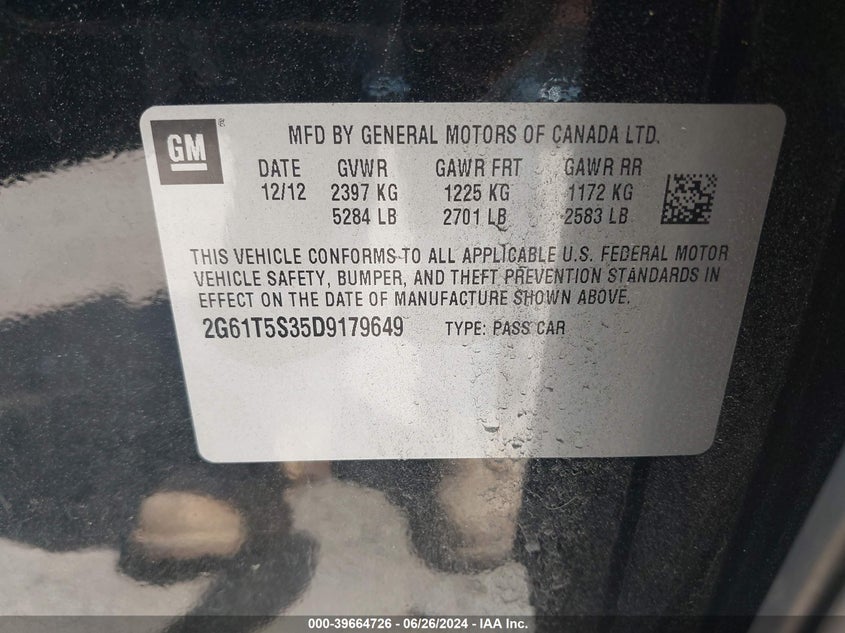 GM®
MFD BY GENERAL MOTORS OF CANADA LTD.
DATE GVWR GAWR FRT GAWR RR
12/12 2397 KG 1225 KG 1172 KG
5284 LB 2701 LB 2583 LB
THIS VEHICLE CONFORMS TO ALL APPLICABLE U.S. FEDERAL MOTOR
VEHICLE SAFETY, BUMPER, AND THEFT PREVENTION STANDARDS IN
EFFECT ON THE DATE OF MANUFACTURE SHOWN ABOVE.
2G61T5S35D9179649 TYPE: PASS CAR
000-39664726 - 06/26/2024 - IAA Inc.